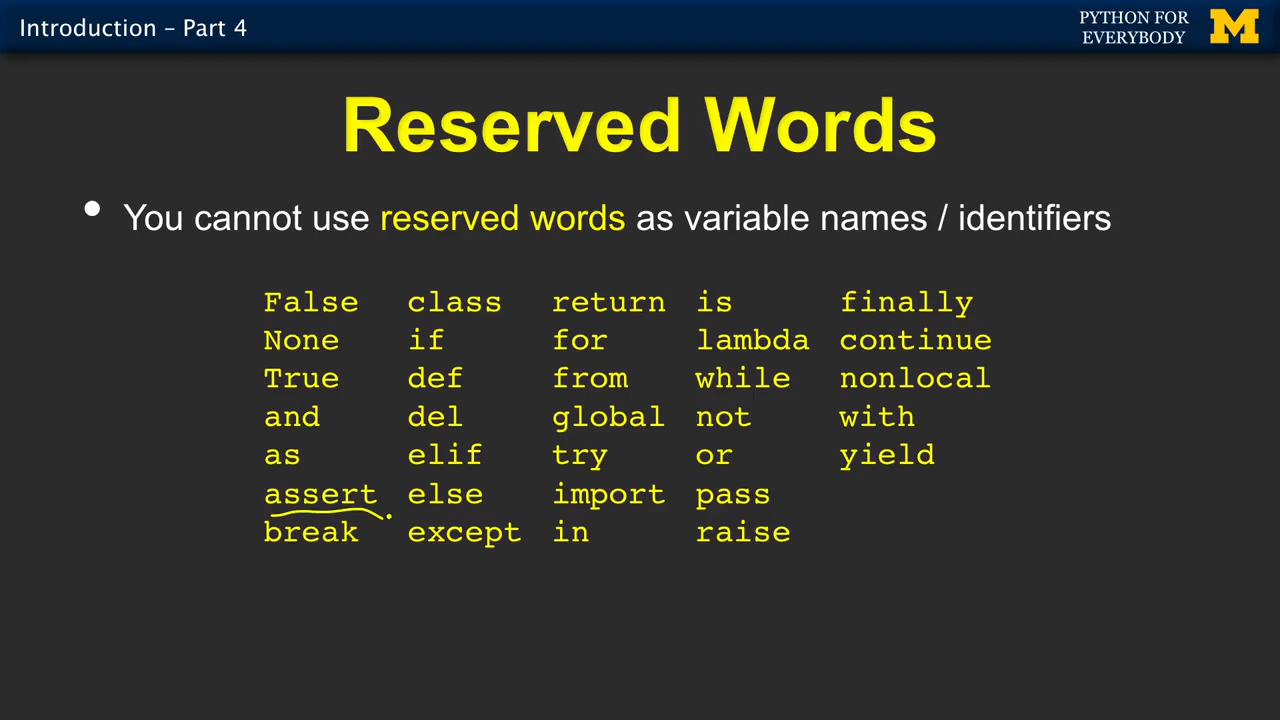 Introduction – Part 4
PYTHON FOR
EVERYBODY
M
Reserved Words
• You cannot use reserved words as variable names / identifiers
False class return is finally
None if for lambda continue
True def from while nonlocal
and del global not with
as elif try or yield
assert else import pass
break except in raise